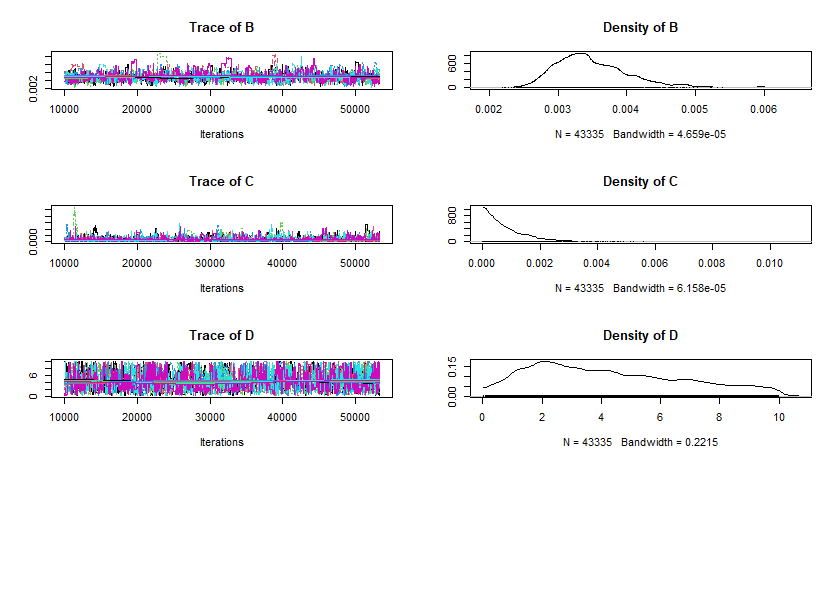 Trace of B
0.002
10000 20000 30000 40000 50000
Iterations
Density of B
0 600
0.002 0.003 0.004 0.005 0.006
N = 43335 Bandwidth = 4.659e-05
Trace of C
0.000
10000 20000 30000 40000 50000
Iterations
Density of C
0 800
0.000 0.002 0.004 0.006 0.008 0.010
N = 43335 Bandwidth = 6.158e-05
Trace of D
0 6
10000 20000 30000 40000 50000
Iterations
Density of D
0.00 0.15
0 2 4 6 8 10
N = 43335 Bandwidth = 0.2215